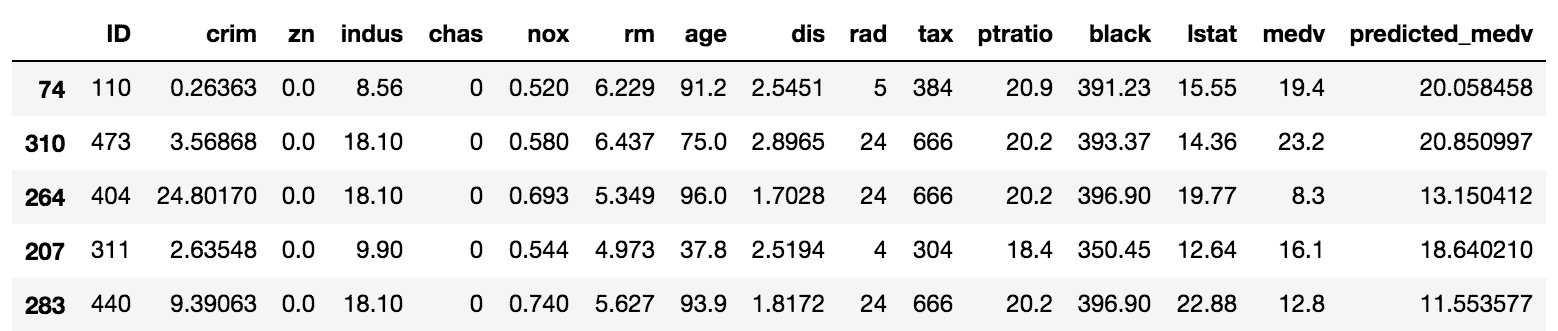 ID crim zn indus chas nox rm age dis rad tax ptratio black lstat medv predicted_medv
74 110 0.26363 0.0 8.56 0 0.520 6.229 91.2 2.5451 5 384 20.9 391.23 15.55 19.4 20.058458
310 473 3.56868 0.0 18.10 0 0.580 6.437 75.0 2.8965 24 666 20.2 393.37 14.36 23.2 20.850997
264 404 24.80170 0.0 18.10 0 0.693 5.349 96.0 1.7028 24 666 20.2 396.90 19.77 8.3 13.150412
207 311 2.63548 0.0 9.90 0 0.544 4.973 37.8 2.5194 4 304 18.4 350.45 12.64 16.1 18.640210
283 440 9.39063 0.0 18.10 0 0.740 5.627 93.9 1.8172 24 666 20.2 396.90 22.88 12.8 11.553577